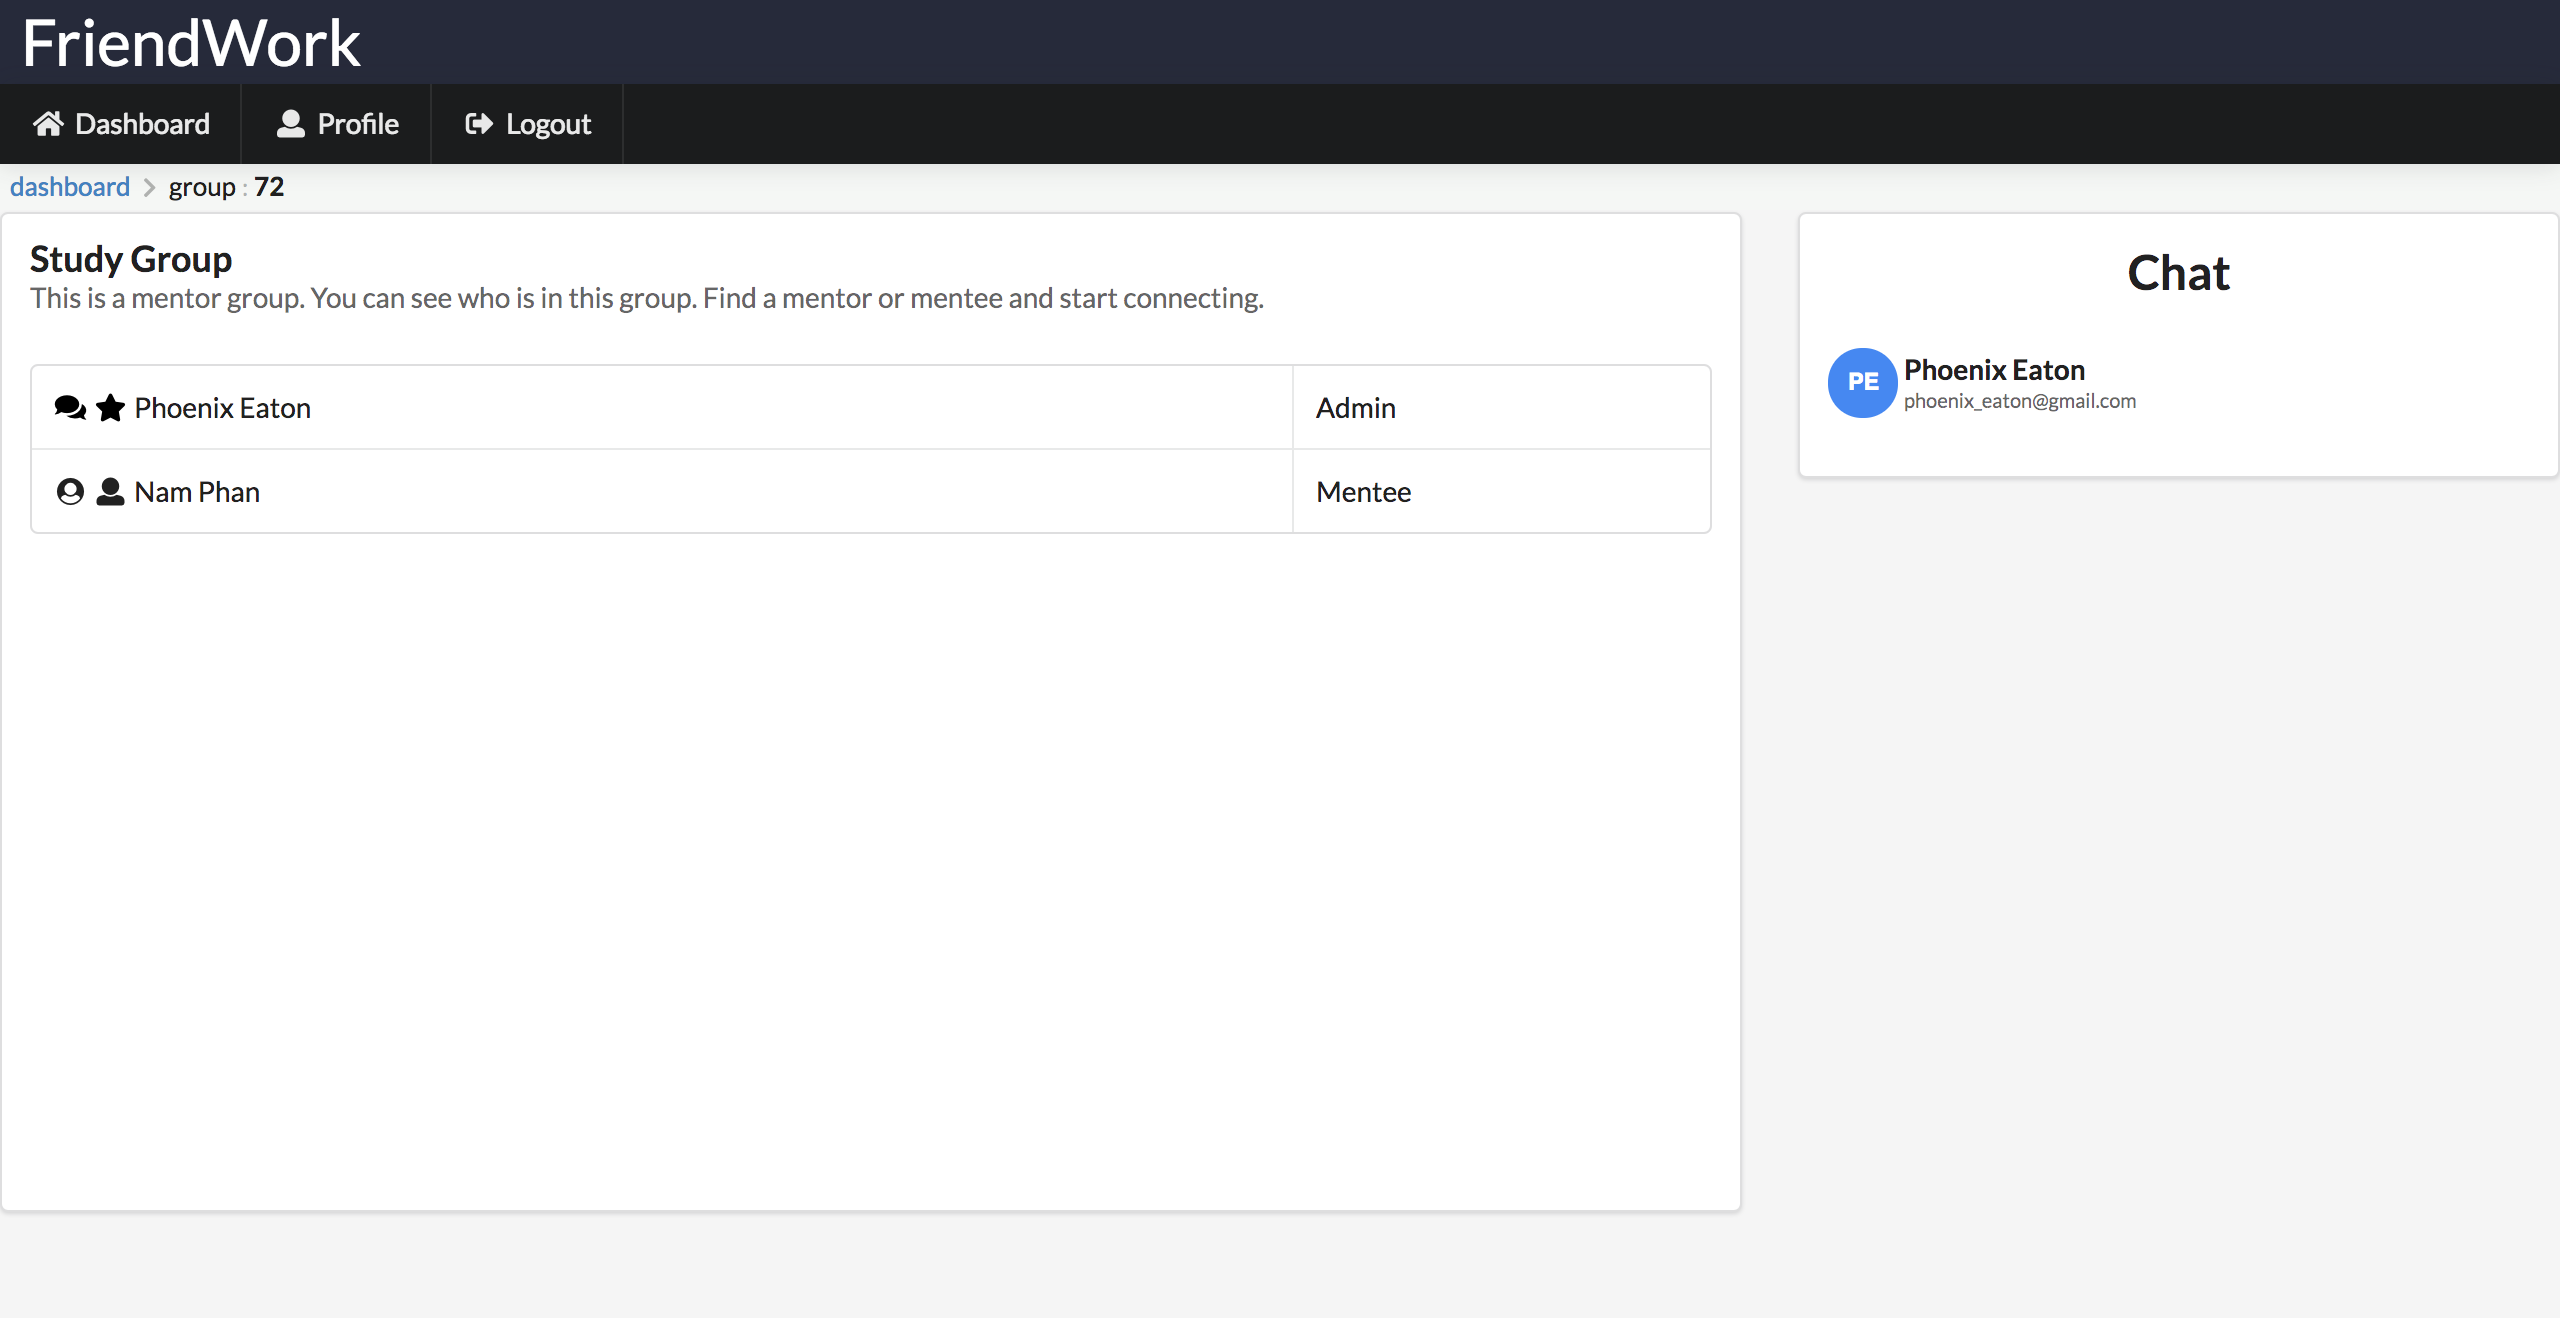 FriendWork
Dashboard Profile Logout
dashboard group : 72
Study Group
This is a mentor group. You can see who is in this group. Find a mentor or mentee and start connecting.
Phoenix Eaton Admin
Nam Phan Mentee
Chat
PE
Phoenix Eaton
phoenix_eaton@gmail.com